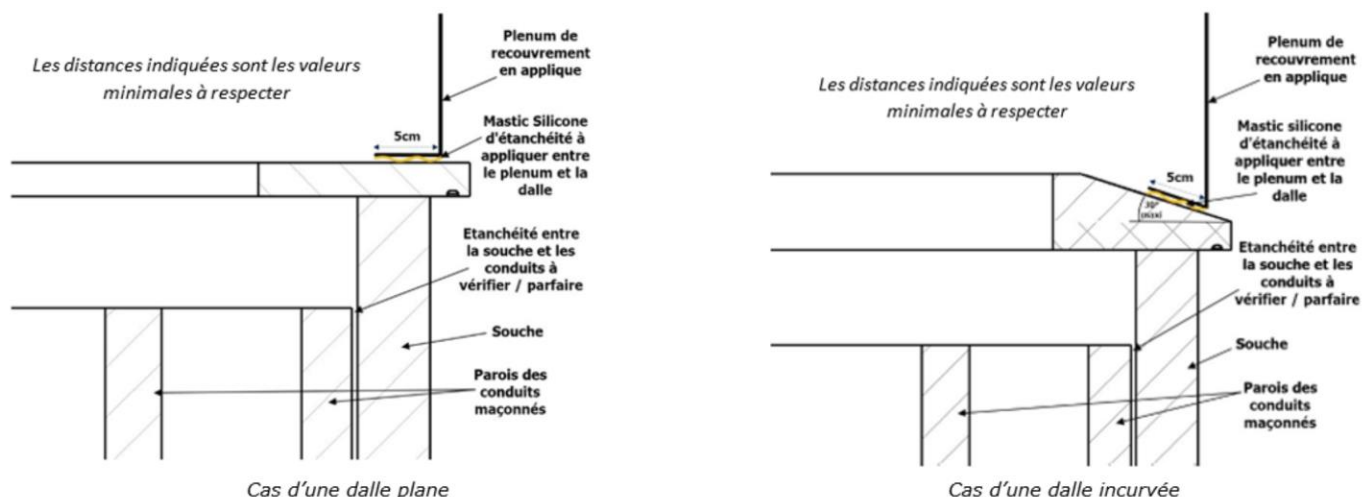 Les distances indiquées sont les valeurs
minimales à respecter
Plenum de
recouvrement
en applique
5cm
Mastic Silicone
d'étanchéité à
appliquer entre
le plenum et la
dalle
Etanchéité entre
la souche et les
conduits à
vérifier / parfaire
Souche
Parois des
conduits
maçonnés
Cas d'une dalle plane
Les distances indiquées sont les valeurs
minimales à respecter
Plenum de
recouvrement
en applique
5cm
Mastic silicone
d'étanchéité à
appliquer entre
le plenum et la
dalle
Etanchéité entre
la souche et les
conduits à
vérifier / parfaire
Souche
Parois des
conduits
maçonnés
Cas d'une dalle incurvée